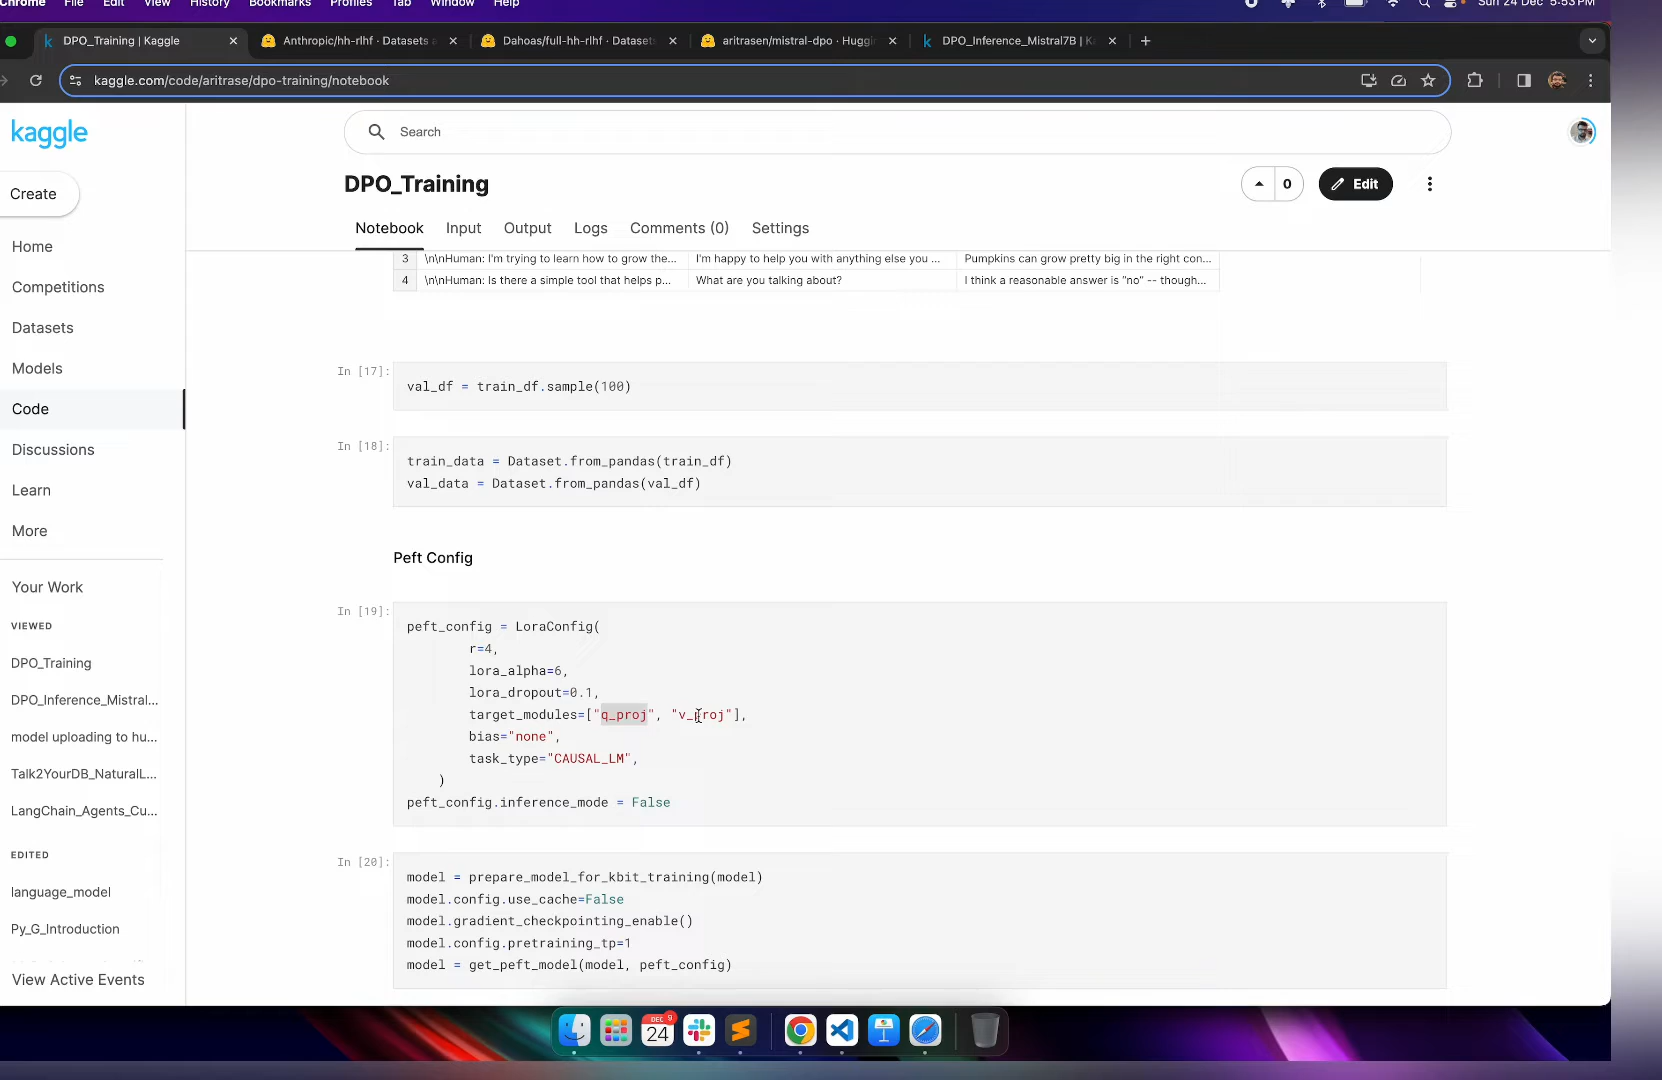 Chrome File Edit View History Bookmarks Profiles Tab Window Help Sun 24 Dec 5:53 PM
DPO_Training | Kaggle Anthropic/hh-rlhf · Datasets Dahoas/full-hh-rlhf · Datasets aritrasen/mistral-dpo · Huggi DPO_Inference_Mistral7B | K
kaggle.com/code/aritrase/dpo-training/notebook
kaggle
Search
Create
DPO_Training
0
Edit
Notebook Input Output Logs Comments (0) Settings
Home
Competitions
Datasets
Models
Code
Discussions
Learn
More
Your Work
VIEWED
DPO_Training
DPO_Inference_Mistral...
model uploading to hu...
Talk2YourDB_NaturalL...
LangChain_Agents_Cu...
EDITED
language_model
Py_G_Introduction
View Active Events
3 \n\nHuman: I'm trying to learn how to grow the... I'm happy to help you with anything else you ... Pumpkins can grow pretty big in the right con...
4 \n\nHuman: Is there a simple tool that helps p... What are you talking about? I think a reasonable answer is "no" -- though...
In [17]:
val_df = train_df.sample(100)
In [18]:
train_data = Dataset.from_pandas(train_df)
val_data = Dataset.from_pandas(val_df)
Peft Config
In [19]:
peft_config = LoraConfig(
r=4,
lora_alpha=6,
lora_dropout=0.1,
target_modules=["q_proj", "v_proj"],
bias="none",
task_type="CAUSAL_LM",
)
peft_config.inference_mode = False
In [20]:
model = prepare_model_for_kbit_training(model)
model.config.use_cache=False
model.gradient_checkpointing_enable()
model.config.pretraining_tp=1
model = get_peft_model(model, peft_config)
DEC 9
24